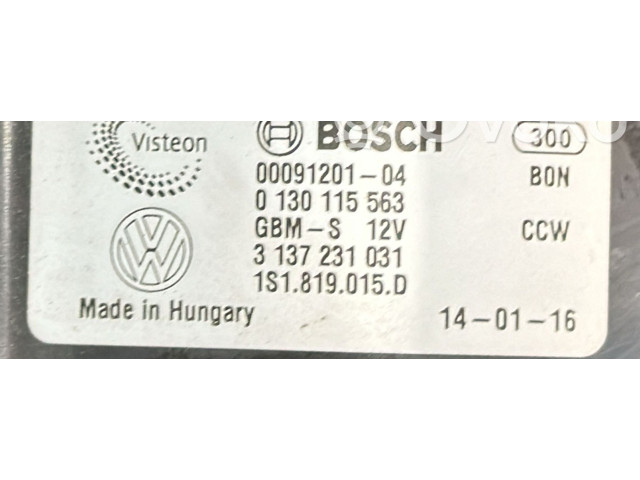 Visteon BOSCH 300
00091201-04 BON
0 130 115 563
GBM-S 12V CCW
3 137 231 031
1S1.819.015.D
Made in Hungary 14-01-16